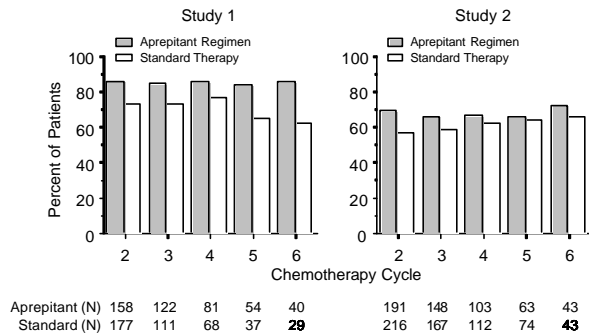 Study 1
Aprepitant Regimen
Standard Therapy
Percent of Patients
100
80
60
40
20
0
2 3 4 5 6
Study 2
Aprepitant Regimen
Standard Therapy
100
80
60
40
20
0
2 3 4 5 6
Chemotherapy Cycle
Aprepitant (N) 158 122 81 54 40 191 148 103 63 43
Standard (N) 177 111 68 37 29 216 167 112 74 43